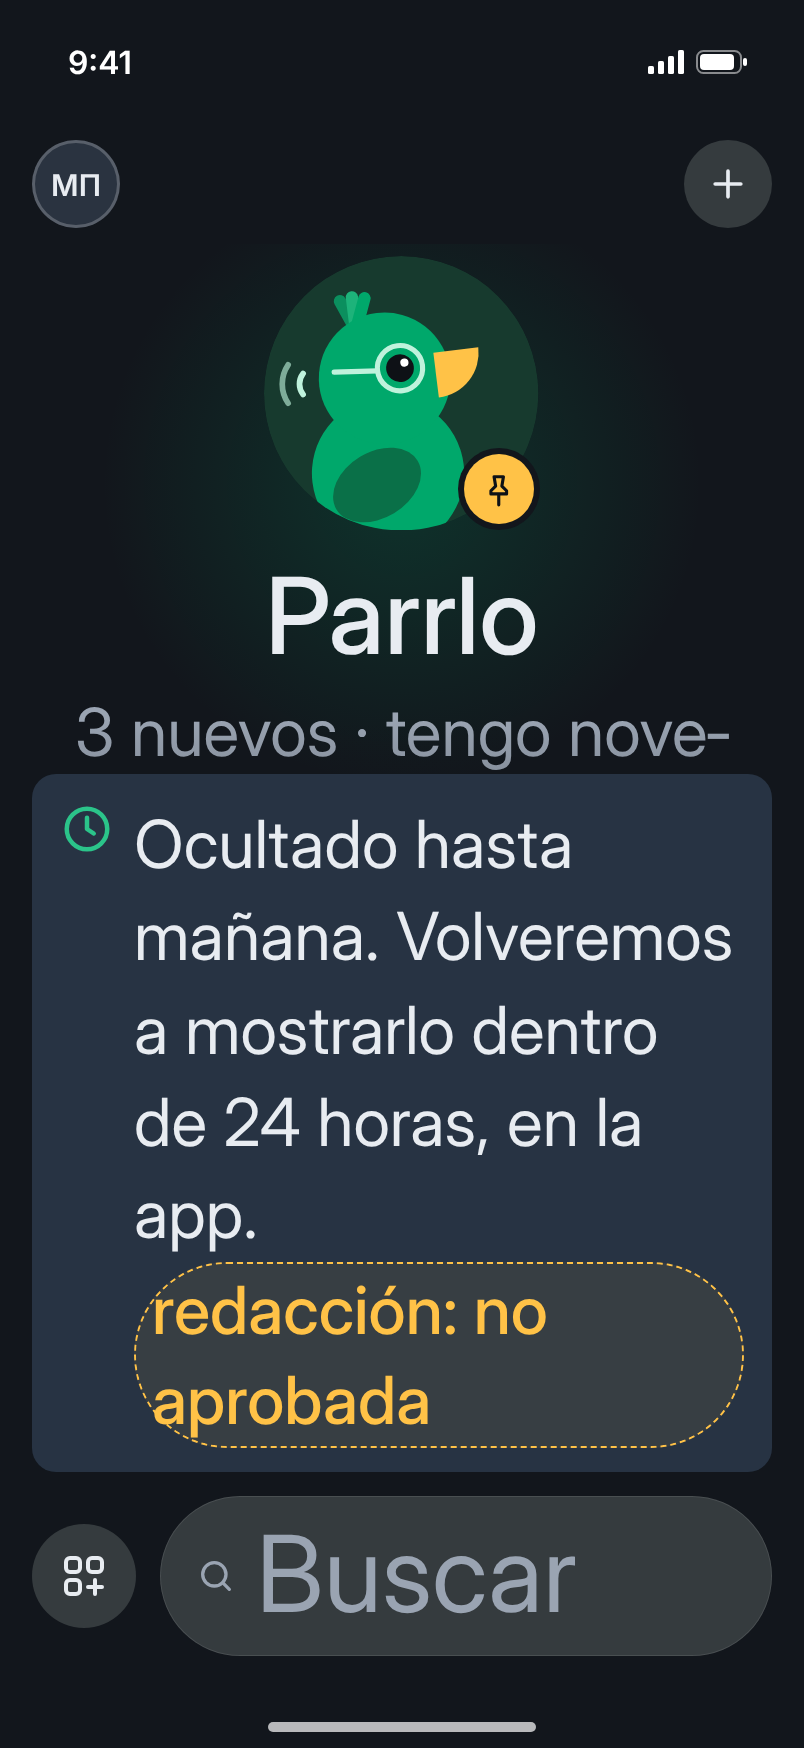 9:41
МП
Parrlo
3 nuevos · tengo nove-
Ocultado hasta
mañana. Volveremos
a mostrarlo dentro
de 24 horas, en la
app.
redacción: no
aprobada
Buscar